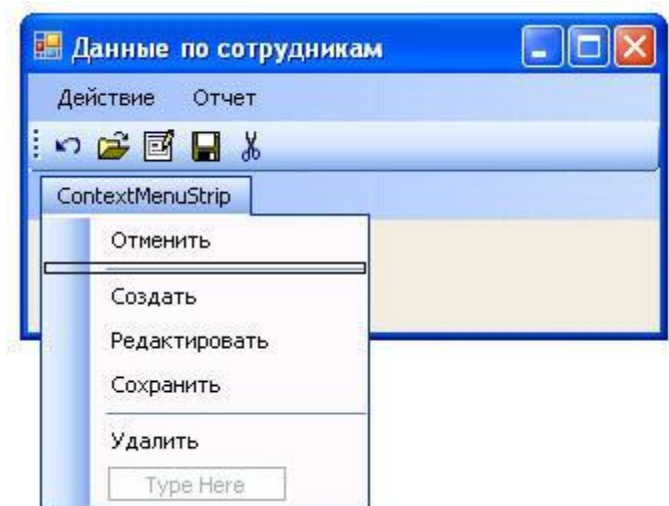 Данные по сотрудникам
Действие Отчет
ContextMenuStrip
Отменить
Создать
Редактировать
Сохранить
Удалить
Type Here